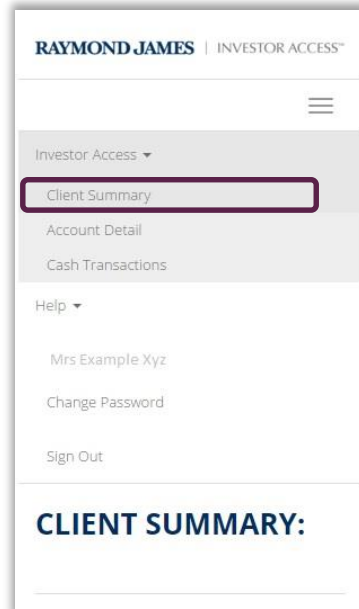 RAYMOND JAMES | INVESTOR ACCESS™
Investor Access
Client Summary
Account Detail
Cash Transactions
Help
Mrs Example Xyz
Change Password
Sign Out
CLIENT SUMMARY: